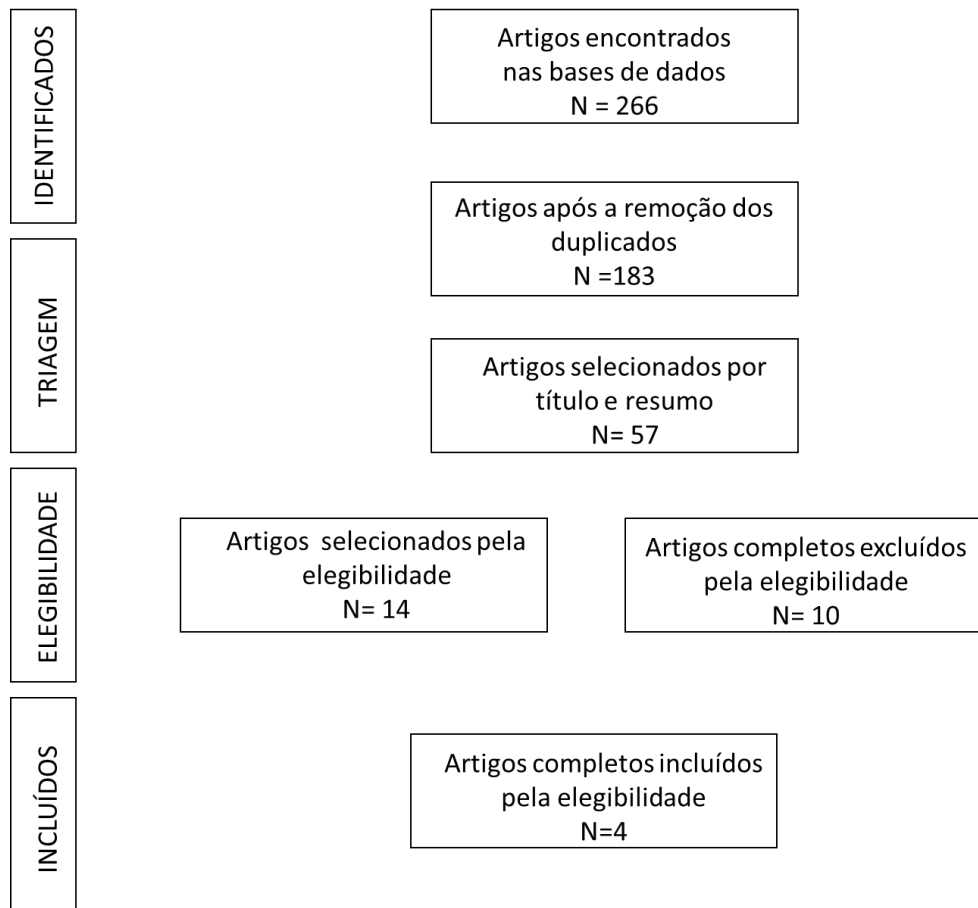 IDENTIFICADOS
Artigos encontrados
nas bases de dados
N = 266
Artigos após a remoção dos
duplicados
N =183
TRIAGEM
Artigos selecionados por
título e resumo
N= 57
ELEGIBILIDADE
Artigos selecionados pela
elegibilidade
N= 14
Artigos completos excluídos
pela elegibilidade
N= 10
INCLUÍDOS
Artigos completos incluídos
pela elegibilidade
N=4